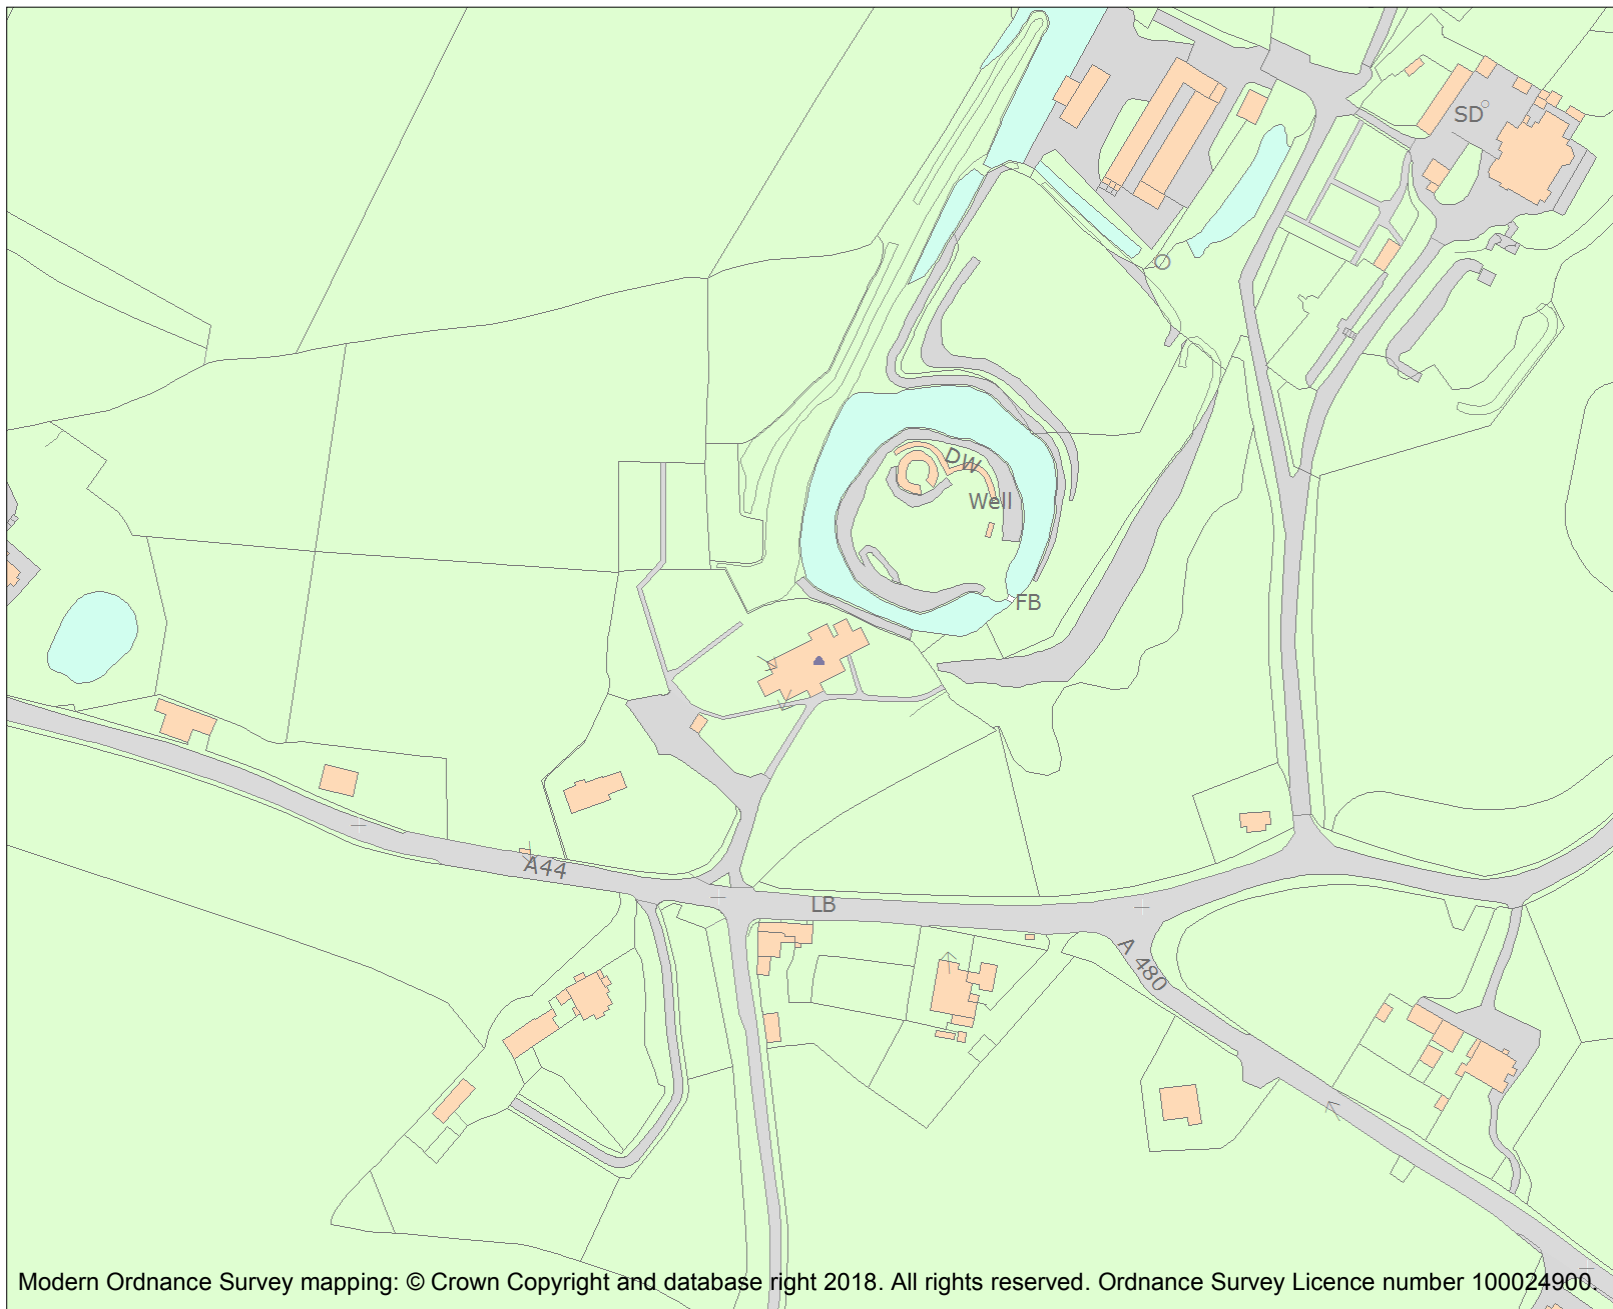 SD
DW
Well
FB
A44
LB
A 480
Modern Ordnance Survey mapping: © Crown Copyright and database right 2018. All rights reserved. Ordnance Survey Licence number 100024900.